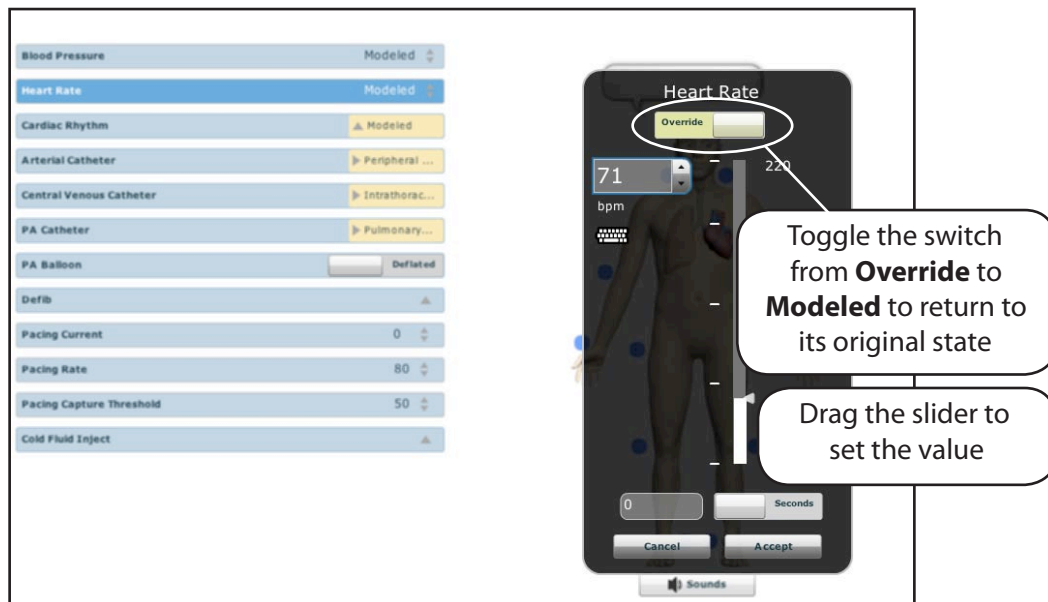 Blood Pressure Modeled
Heart Rate Modeled
Cardiac Rhythm Modeled
Arterial Catheter Peripheral ...
Central Venous Catheter Intrathorac...
PA Catheter Pulmonary...
PA Balloon Deflated
Defib
Pacing Current 0
Pacing Rate 80
Pacing Capture Threshold 50
Cold Fluid Inject
Heart Rate
Override
71
220
bpm
Toggle the switch
from Override to
Modeled to return to
its original state
Drag the slider to
set the value
0 Seconds
Cancel Accept
Sounds